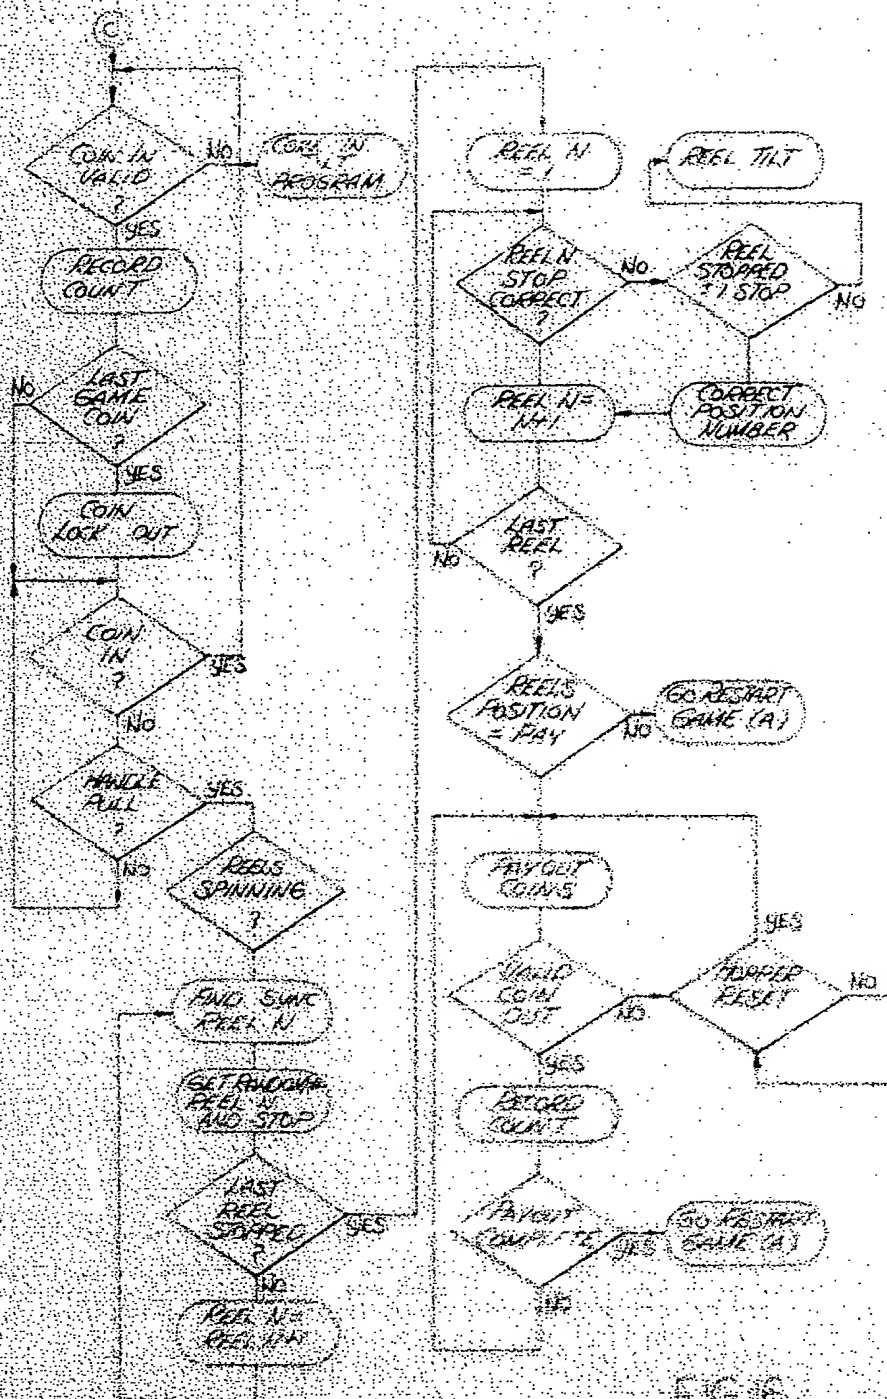 C
COIN IN
VALID
?
NO
YES
COIN IN
PROGRAM
RECORD
COUNT
LAST
GAME
COIN
?
NO
YES
COIN
LOCK OUT
COIN
IN
?
YES
NO
HANDLE
PULL
?
YES
NO
REELS
SPINNING
?
FIND SYNC
REEL N
GET RANDOM #
REEL N
AND STOP
LAST
REEL
STOPPED
?
YES
NO
REEL N =
REEL
REEL N
= 1
REEL TILT
REEL N
STOP
CORRECT
?
NO
REEL
STOPPED
1 STOP
NO
REEL N =
N+1
CORRECT
POSITION
NUMBER
LAST
REEL
?
NO
YES
REELS
POSITION
= PAY
NO
GO RESTART
GAME (A)
PAYOUT
COINS
VALID
COIN
OUT
NO
YES
HOPPER
RESET
YES
NO
RECORD
COUNT
PAYOUT
COMPLETE
YES
NO
GO RESTART
GAME (A)